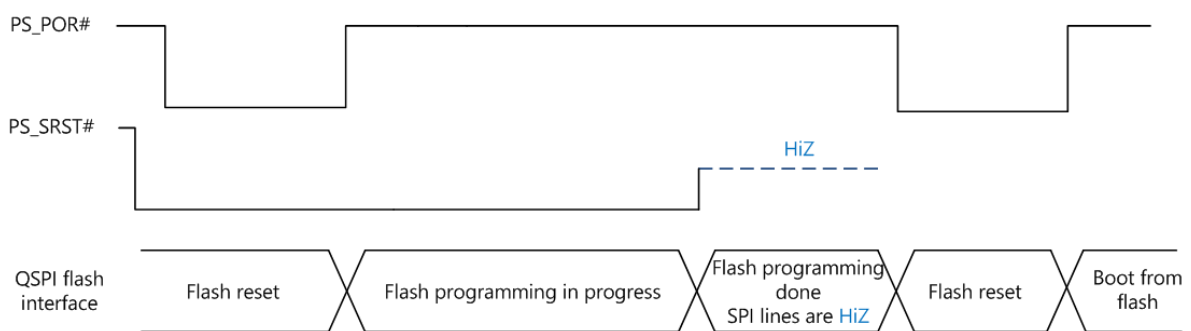 PS_POR#
PS_SRST#
HiZ
QSPI flash
interface
Flash reset
Flash programming in progress
Flash programming
done
SPI lines are HiZ
Flash reset
Boot from
flash